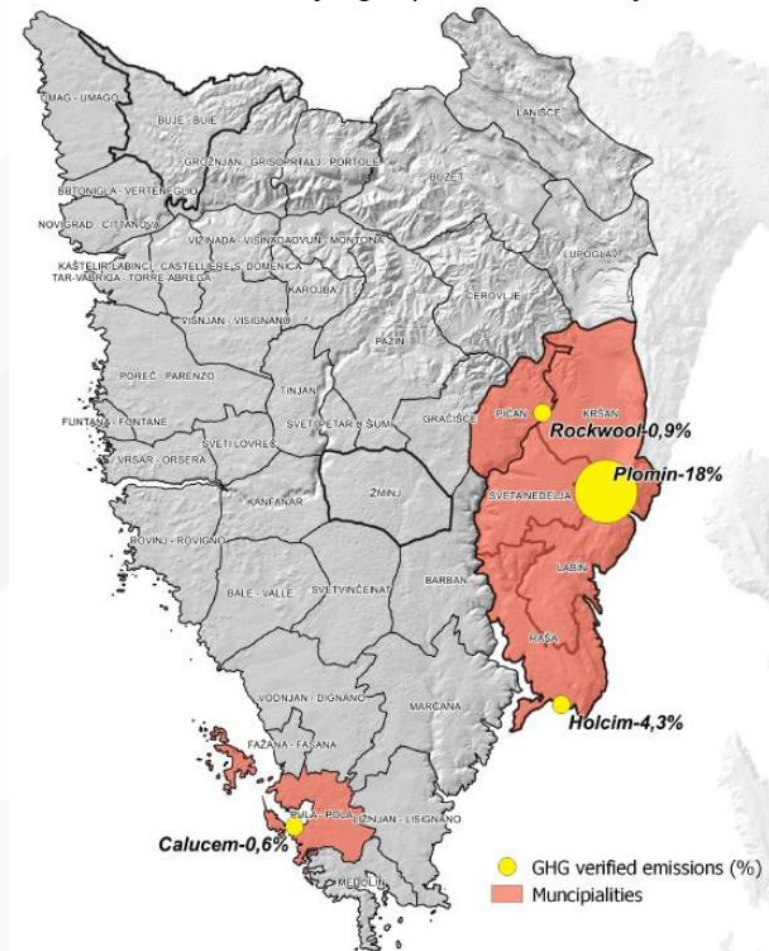 UMAG - UMAGO
BUJE - BUIE
LANIŠĆE
GROŽNJAN - GRISOPRTALJ - PORTOLE
BUZET
BRTONIGLA - VERTENEGLIO
NOVIGRAD - CITTANOVA
VIŽINADA - VISINADAOVUN - MONTONA
LUPOGLAV
KAŠTELIR-LABINCI - CASTELLIERE-S. DOMENICA
TAR-VABRIGA - TORRE-ABREGA
KAROJBA
CEROVLJE
VIŠNJAN - VISIGNANO
PAZIN
POREČ - PARENZO
TINJAN
PIĆAN
KRŠAN
FUNTANA - FONTANE
SVETI PETAR U ŠUMI
GRAČIŠĆE
Rockwool-0,9%
SVETI LOVREČ
VRSAR - ORSERA
Plomin-18%
KANFANAR
ŽMINJ
SVETA NEDELJA
ROVINJ - ROVIGNO
BALE - VALLE
SVETVINČENAT
BARBAN
LABIN
RAŠA
VODNJAN - DIGNANO
MARČANA
Holcim-4,3%
FAŽANA - FASANA
PULA - POLA
LIŽNJAN - LISIGNANO
Calucem-0,6%
GHG verified emissions (%)
MEDULIN
Muncipialities